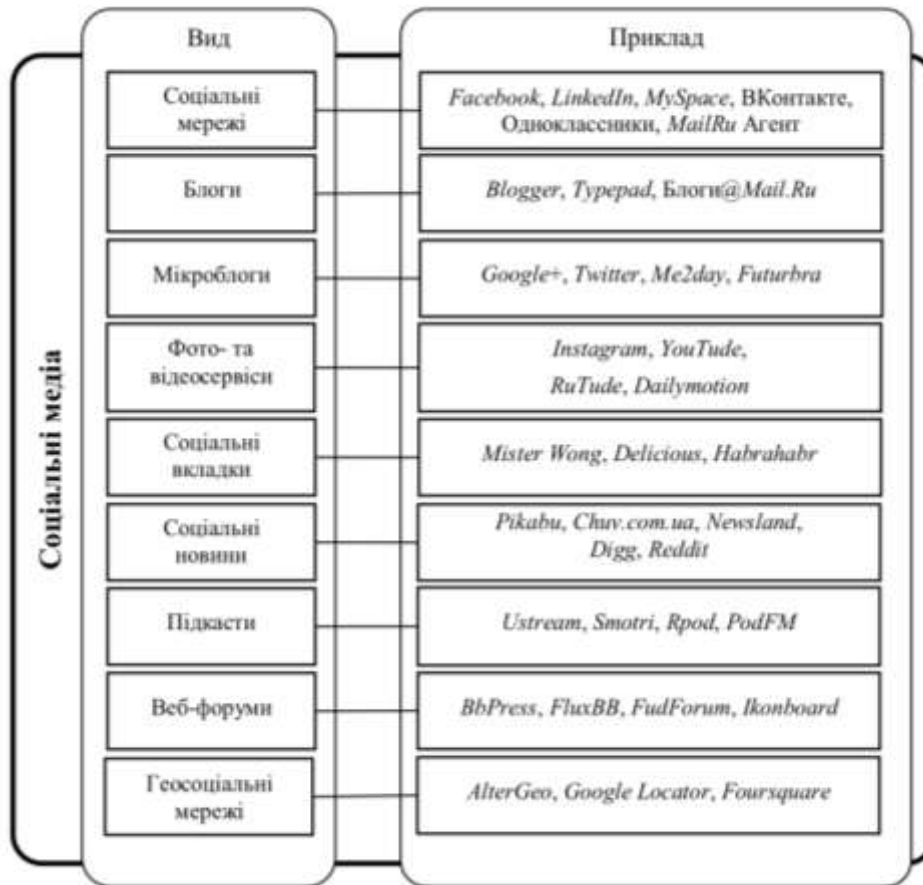 Вид
Приклад
Соціальні медіа
Соціальні
мережі
Facebook, LinkedIn, MySpace, ВКонтакте,
Одноклассники, MailRu Агент
Блоги
Blogger, Typepad, Блоги@Mail.Ru
Мікроблоги
Google+, Twitter, Me2day, Futurbra
Фото- та
відеосервіси
Instagram, YouTude,
RuTude, Dailymotion
Соціальні
вкладки
Mister Wong, Delicious, Habrahabr
Соціальні
новини
Pikabu, Chuv.com.ua, Newsland,
Digg, Reddit
Підкасти
Ustream, Smotri, Rpod, PodFM
Веб-форуми
BbPress, FluxBB, FudForum, Ikonboard
Геосоціальні
мережі
AlterGeo, Google Locator, Foursquare